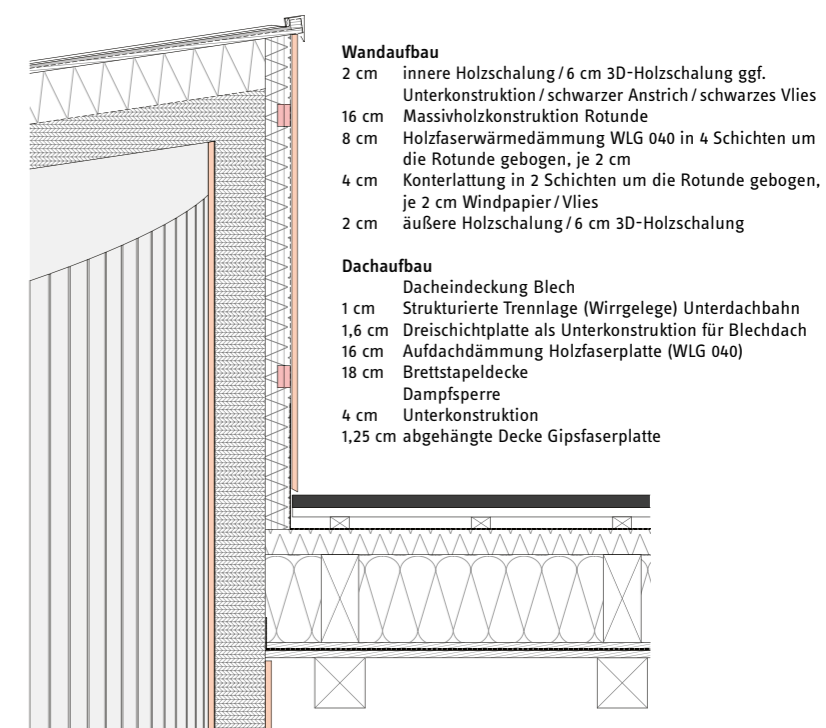 Wandaufbau
2 cm innere Holzschalung / 6 cm 3D-Holzschalung ggf.
Unterkonstruktion / schwarzer Anstrich / schwarzes Vlies
16 cm Massivholzkonstruktion Rotunde
8 cm Holzfaserwärmedämmung WLG 040 in 4 Schichten um
die Rotunde gebogen, je 2 cm
4 cm Konterlattung in 2 Schichten um die Rotunde gebogen,
je 2 cm Windpapier / Vlies
2 cm äußere Holzschalung / 6 cm 3D-Holzschalung
Dachaufbau
Dacheindeckung Blech
1 cm Strukturierte Trennlage (Wirrgelege) Unterdachbahn
1,6 cm Dreischichtplatte als Unterkonstruktion für Blechdach
16 cm Aufdachdämmung Holzfaserplatte (WLG 040)
18 cm Brettstapeldecke
Dampfsperre
4 cm Unterkonstruktion
1,25 cm abgehängte Decke Gipsfaserplatte